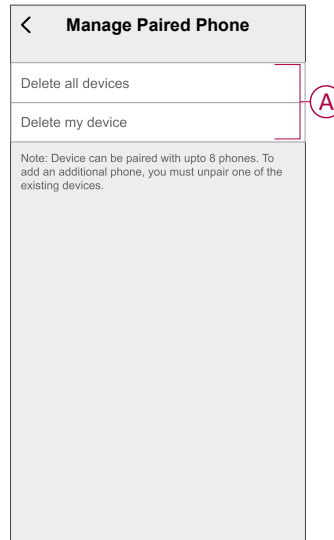 Manage Paired Phone
Delete all devices
A
Delete my device
Note: Device can be paired with upto 8 phones. To
add an additional phone, you must unpair one of the
existing devices.